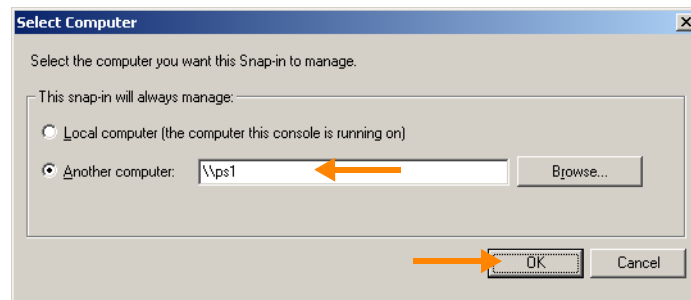 Select Computer
Select the computer you want this Snap-in to manage.
This snap-in will always manage:
Local computer (the computer this console is running on)
Another computer: \\ps1 Browse...
OK Cancel